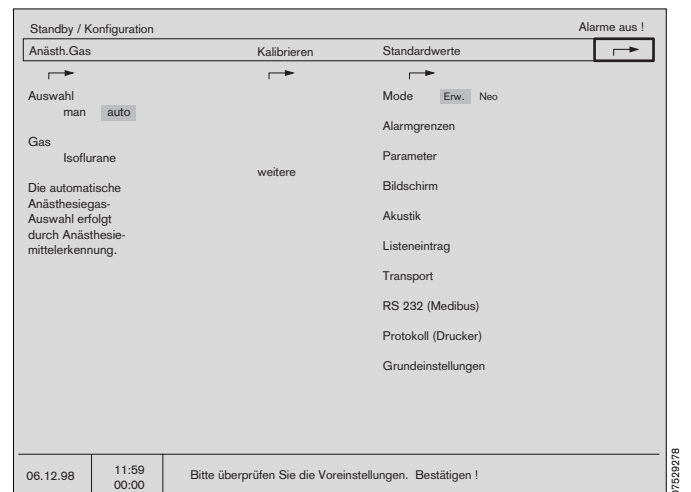 Standby / Konfiguration
Alarme aus !
Anästh.Gas
Kalibrieren
Standardwerte
Auswahl
man auto
Gas
Isoflurane
Die automatische
Anästhesiegas-
Auswahl erfolgt
durch Anästhesie-
mittelerkennung.
weitere
Mode Erw. Neo
Alarmgrenzen
Parameter
Bildschirm
Akustik
Listeneintrag
Transport
RS 232 (Medibus)
Protokoll (Drucker)
Grundeinstellungen
06.12.98
11:59
00:00
Bitte überprüfen Sie die Voreinstellungen. Bestätigen !
07529278